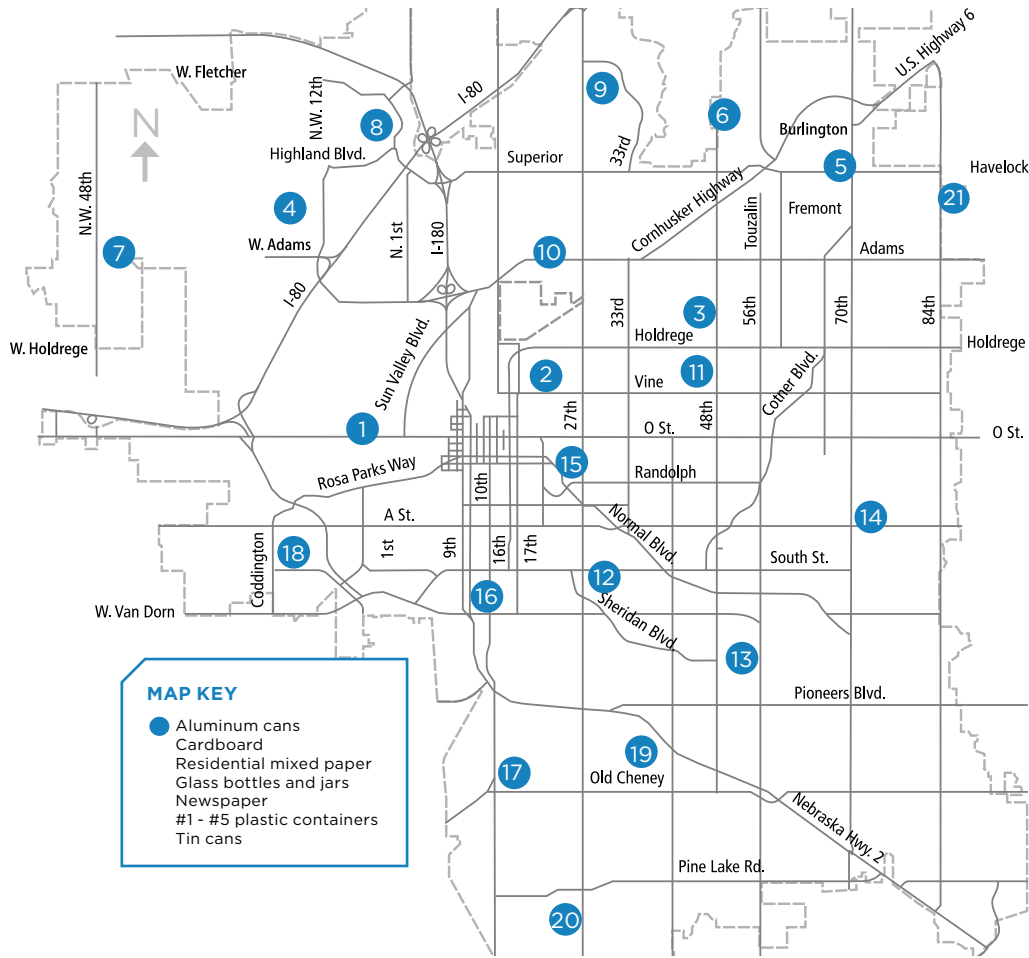 U.S. Highway 6
W. Fletcher
I-80
N.W. 12th
9
6
8
N
Burlington
Highland Blvd.
Superior
33rd
5
Havelock
N.W. 48th
4
Cornhusker Highway
21
Fremont
Touzalin
W. Adams
N. 1st
I-180
10
Adams
7
I-80
3
33rd
56th
70th
84th
Holdrege
Holdrege
W. Holdrege
Sun Valley Blvd.
2
11
Vine
Cotner Blvd.
27th
48th
1
O St.
O St.
15
Rosa Parks Way
Randolph
10th
A St.
Normal Blvd.
14
1st
9th
16th
17th
18
South St.
Coddington
12
16
W. Van Dorn
Sheridan Blvd.
13
MAP KEY
Aluminum cans
Cardboard
Residential mixed paper
Glass bottles and jars
Newspaper
#1 - #5 plastic containers
Tin cans
Pioneers Blvd.
19
17
Old Cheney
Nebraska Hwy. 2
Pine Lake Rd.
20